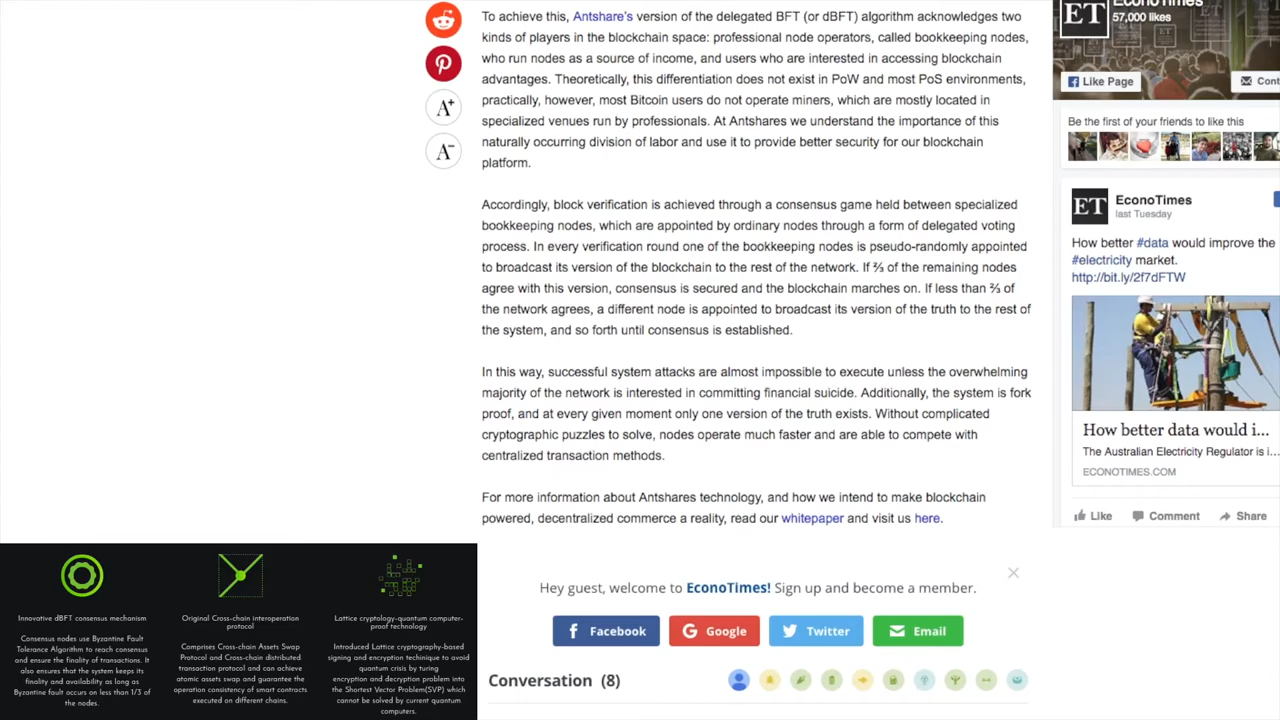 To achieve this, Antshare's version of the delegated BFT (or dBFT) algorithm acknowledges two
kinds of players in the blockchain space: professional node operators, called bookkeeping nodes,
who run nodes as a source of income, and users who are interested in accessing blockchain
advantages. Theoretically, this differentiation does not exist in PoW and most PoS environments,
practically, however, most Bitcoin users do not operate miners, which are mostly located in
specialized venues run by professionals. At Antshares we understand the importance of this
naturally occurring division of labor and use it to provide better security for our blockchain
platform.
Accordingly, block verification is achieved through a consensus game held between specialized
bookkeeping nodes, which are appointed by ordinary nodes through a form of delegated voting
process. In every verification round one of the bookkeeping nodes is pseudo-randomly appointed
to broadcast its version of the blockchain to the rest of the network. If ⅔ of the remaining nodes
agree with this version, consensus is secured and the blockchain marches on. If less than ⅔ of
the network agrees, a different node is appointed to broadcast its version of the truth to the rest of
the system, and so forth until consensus is established.
In this way, successful system attacks are almost impossible to execute unless the overwhelming
majority of the network is interested in committing financial suicide. Additionally, the system is fork
proof, and at every given moment only one version of the truth exists. Without complicated
cryptographic puzzles to solve, nodes operate much faster and are able to compete with
centralized transaction methods.
For more information about Antshares technology, and how we intend to make blockchain
powered, decentralized commerce a reality, read our whitepaper and visit us here.
A+
A-
ET
EconoTimes
57,000 likes
Like Page
Cont
Be the first of your friends to like this
ET
EconoTimes
last Tuesday
How better #data would improve the
#electricity market.
http://bit.ly/2f7dFTW
How better data would i...
The Australian Electricity Regulator is i...
ECONOTIMES.COM
Like
Comment
Share
Innovative dBFT consensus mechanism
Consensus nodes use Byzantine Fault
Tolerance Algorithm to reach consensus
and ensure the finality of transactions. It
also ensures that the system keeps its
finality and availability as long as
Byzantine fault occurs on less than 1/3 of
the nodes.
Original Cross-chain interoperation
protocol
Comprises Cross-chain Assets Swap
Protocol and Cross-chain distributed
transaction protocol and can achieve
atomic assets swap and guarantee the
operation consistency of smart contracts
executed on different chains.
Lattice cryptology-quantum computer-
proof technology
Introduced Lattice cryptography-based
signing and encryption techinique to avoid
quantum crisis by turing
encryption and decryption problem into
the Shortest Vector Problem(SVP) which
cannot be solved by current quantum
computers.
Hey guest, welcome to EconoTimes! Sign up and become a member.
Facebook
Google
Twitter
Email
Conversation (8)